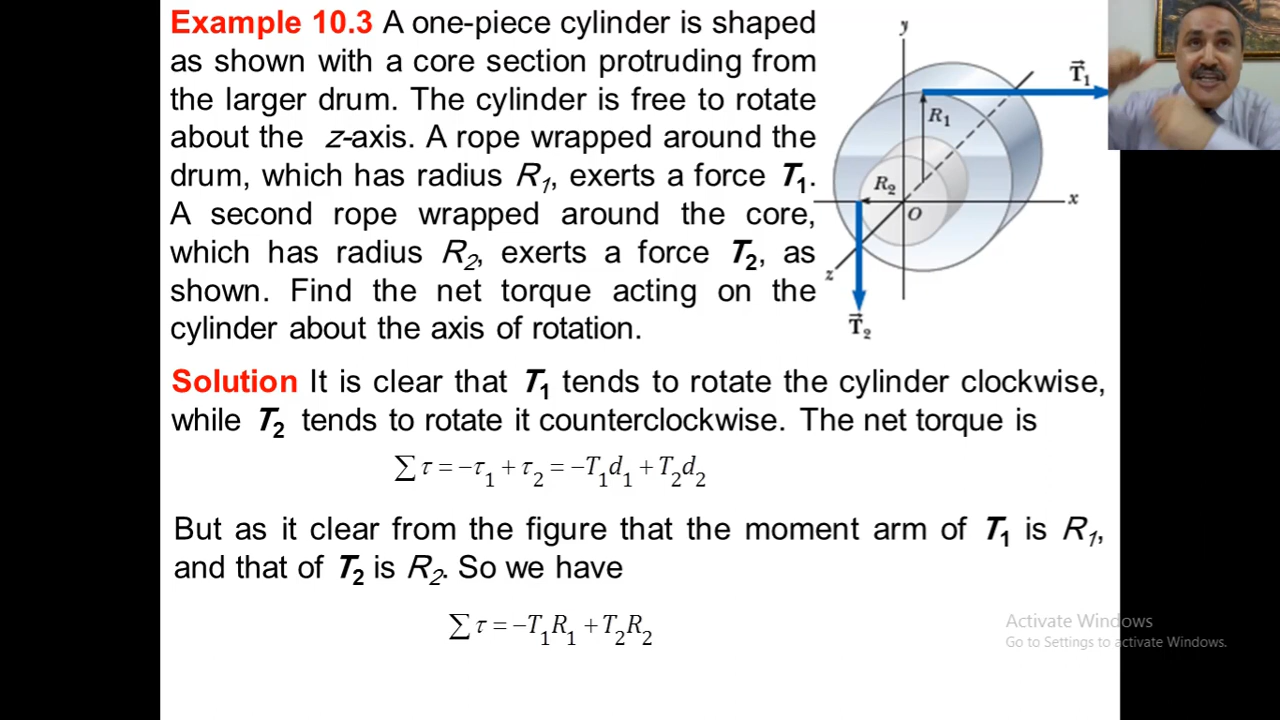 Example 10.3 A one-piece cylinder is shaped
as shown with a core section protruding from
the larger drum. The cylinder is free to rotate
about the z-axis. A rope wrapped around the
drum, which has radius R₁, exerts a force T₁.
A second rope wrapped around the core,
which has radius R₂, exerts a force T₂, as
shown. Find the net torque acting on the
cylinder about the axis of rotation.
y
T⃗₁
R₁
R₂
x
O
z
T⃗₂
Solution It is clear that T₁ tends to rotate the cylinder clockwise,
while T₂ tends to rotate it counterclockwise. The net torque is
∑ τ = −τ₁ + τ₂ = −T₁d₁ + T₂d₂
But as it clear from the figure that the moment arm of T₁ is R₁,
and that of T₂ is R₂. So we have
∑ τ = −T₁R₁ + T₂R₂
Activate Windows
Go to Settings to activate Windows.